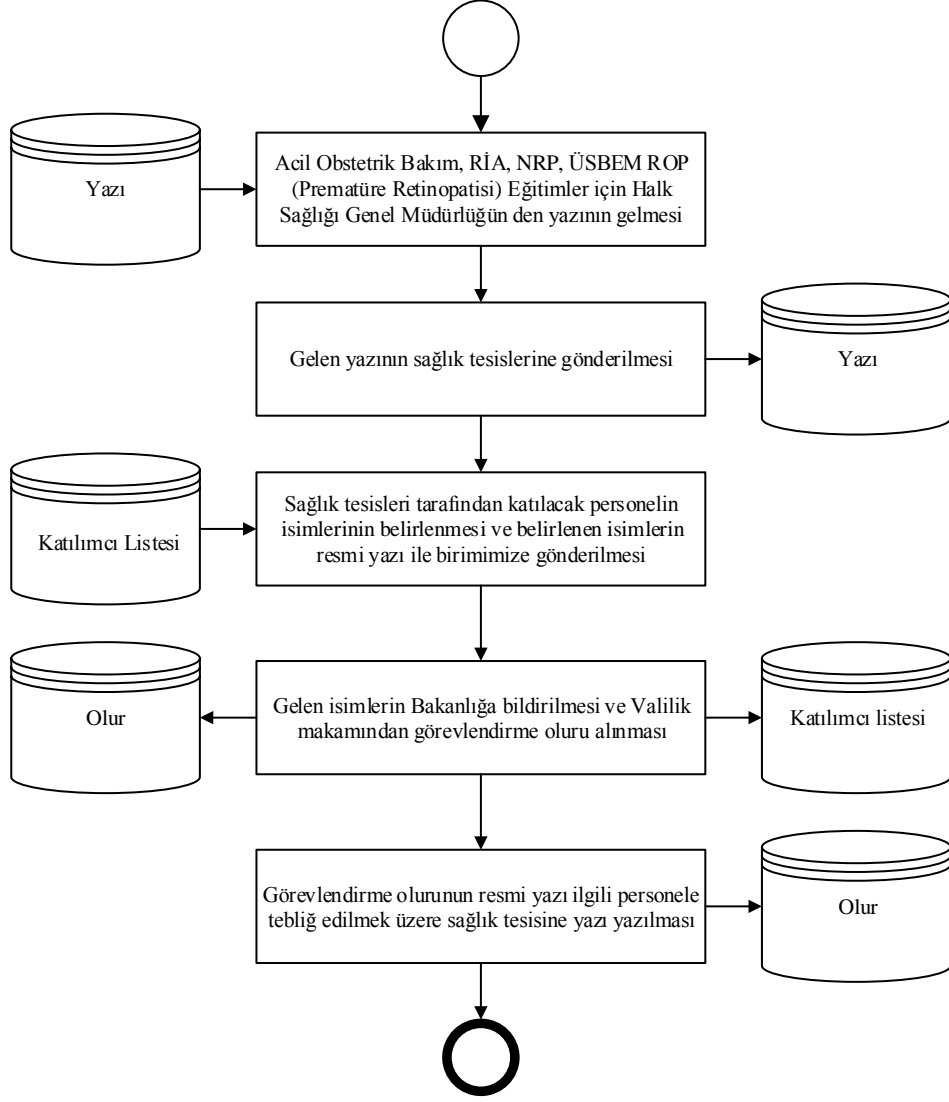 Yazı
Acil Obstetrik Bakım, RİA, NRP, ÜSBEM ROP
(Prematüre Retinopatisi) Eğitimler için Halk
Sağlığı Genel Müdürlüğün den yazının gelmesi
Gelen yazının sağlık tesislerine gönderilmesi
Yazı
Katılımcı Listesi
Sağlık tesisleri tarafından katılacak personelin
isimlerinin belirlenmesi ve belirlenen isimlerin
resmi yazı ile birimimize gönderilmesi
Olur
Gelen isimlerin Bakanlığa bildirilmesi ve Valilik
makamından görevlendirme oluru alınması
Katılımcı listesi
Görevlendirme olurunun resmi yazı ilgili personele
tebliğ edilmek üzere sağlık tesisine yazı yazılması
Olur